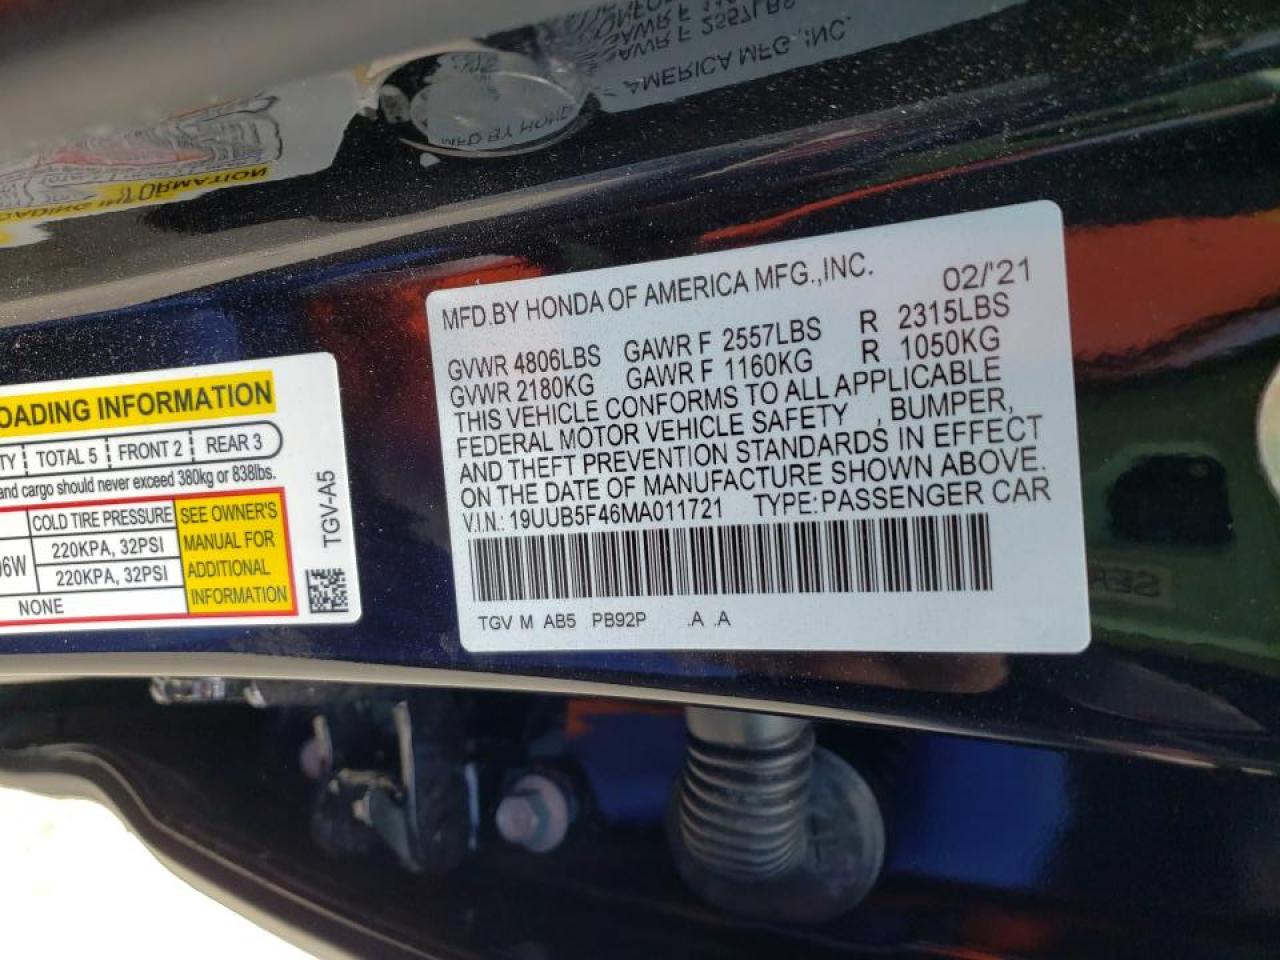 MFD.BY HONDA OF AMERICA MFG.,INC. 02/'21
GVWR 4806LBS GAWR F 2557LBS R 2315LBS
GVWR 2180KG GAWR F 1160KG R 1050KG
THIS VEHICLE CONFORMS TO ALL APPLICABLE
FEDERAL MOTOR VEHICLE SAFETY , BUMPER,
AND THEFT PREVENTION STANDARDS IN EFFECT
ON THE DATE OF MANUFACTURE SHOWN ABOVE.
V.I.N.: 19UUB5F46MA011721 TYPE:PASSENGER CAR
TGV M AB5 PB92P .A .A
OADING INFORMATION
TY TOTAL 5 FRONT 2 REAR 3
and cargo should never exceed 380kg or 838lbs.
COLD TIRE PRESSURE
06W 220KPA, 32PSI
220KPA, 32PSI
NONE
SEE OWNER'S
MANUAL FOR
ADDITIONAL
INFORMATION
TGV-A5